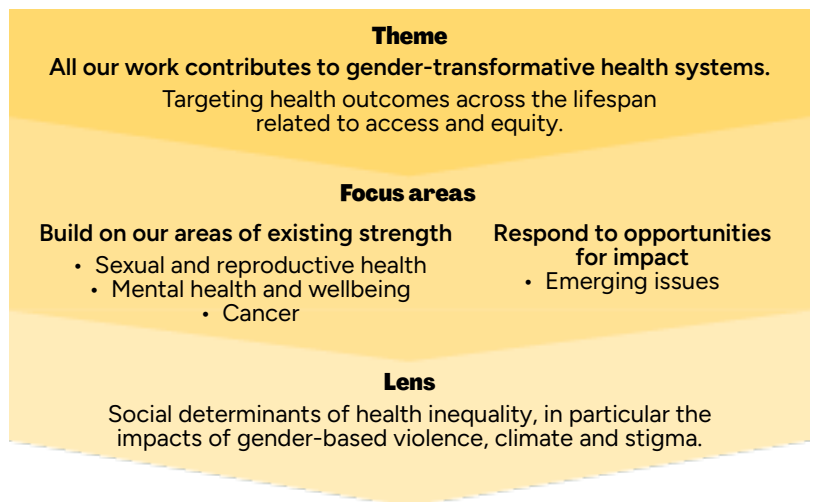 Theme
All our work contributes to gender-transformative health systems.
Targeting health outcomes across the lifespan
related to access and equity.
Focus areas
Build on our areas of existing strength
• Sexual and reproductive health
• Mental health and wellbeing
• Cancer
Respond to opportunities
for impact
• Emerging issues
Lens
Social determinants of health inequality, in particular the
impacts of gender-based violence, climate and stigma.